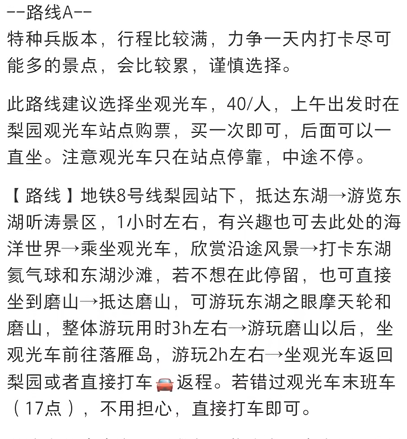 --路线A--
特种兵版本，行程比较满，力争一天内打卡尽可
能多的景点，会比较累，谨慎选择。
此路线建议选择坐观光车，40/人，上午出发时在
梨园观光车站点购票，买一次即可，后面可以一
直坐。注意观光车只在站点停靠，中途不停。
【路线】地铁8号线梨园站下，抵达东湖→游览东
湖听涛景区，1小时左右，有兴趣也可去此处的海
洋世界→乘坐观光车，欣赏沿途风景→打卡东湖
氦气球和东湖沙滩，若不想在此停留，也可直接
坐到磨山→抵达磨山，可游玩东湖之眼摩天轮和
磨山，整体游玩用时3h左右→游玩磨山以后，坐
观光车前往落雁岛，游玩2h左右→坐观光车返回
梨园或者直接打车🚘返程。若错过观光车末班车
（17点），不用担心，直接打车即可。